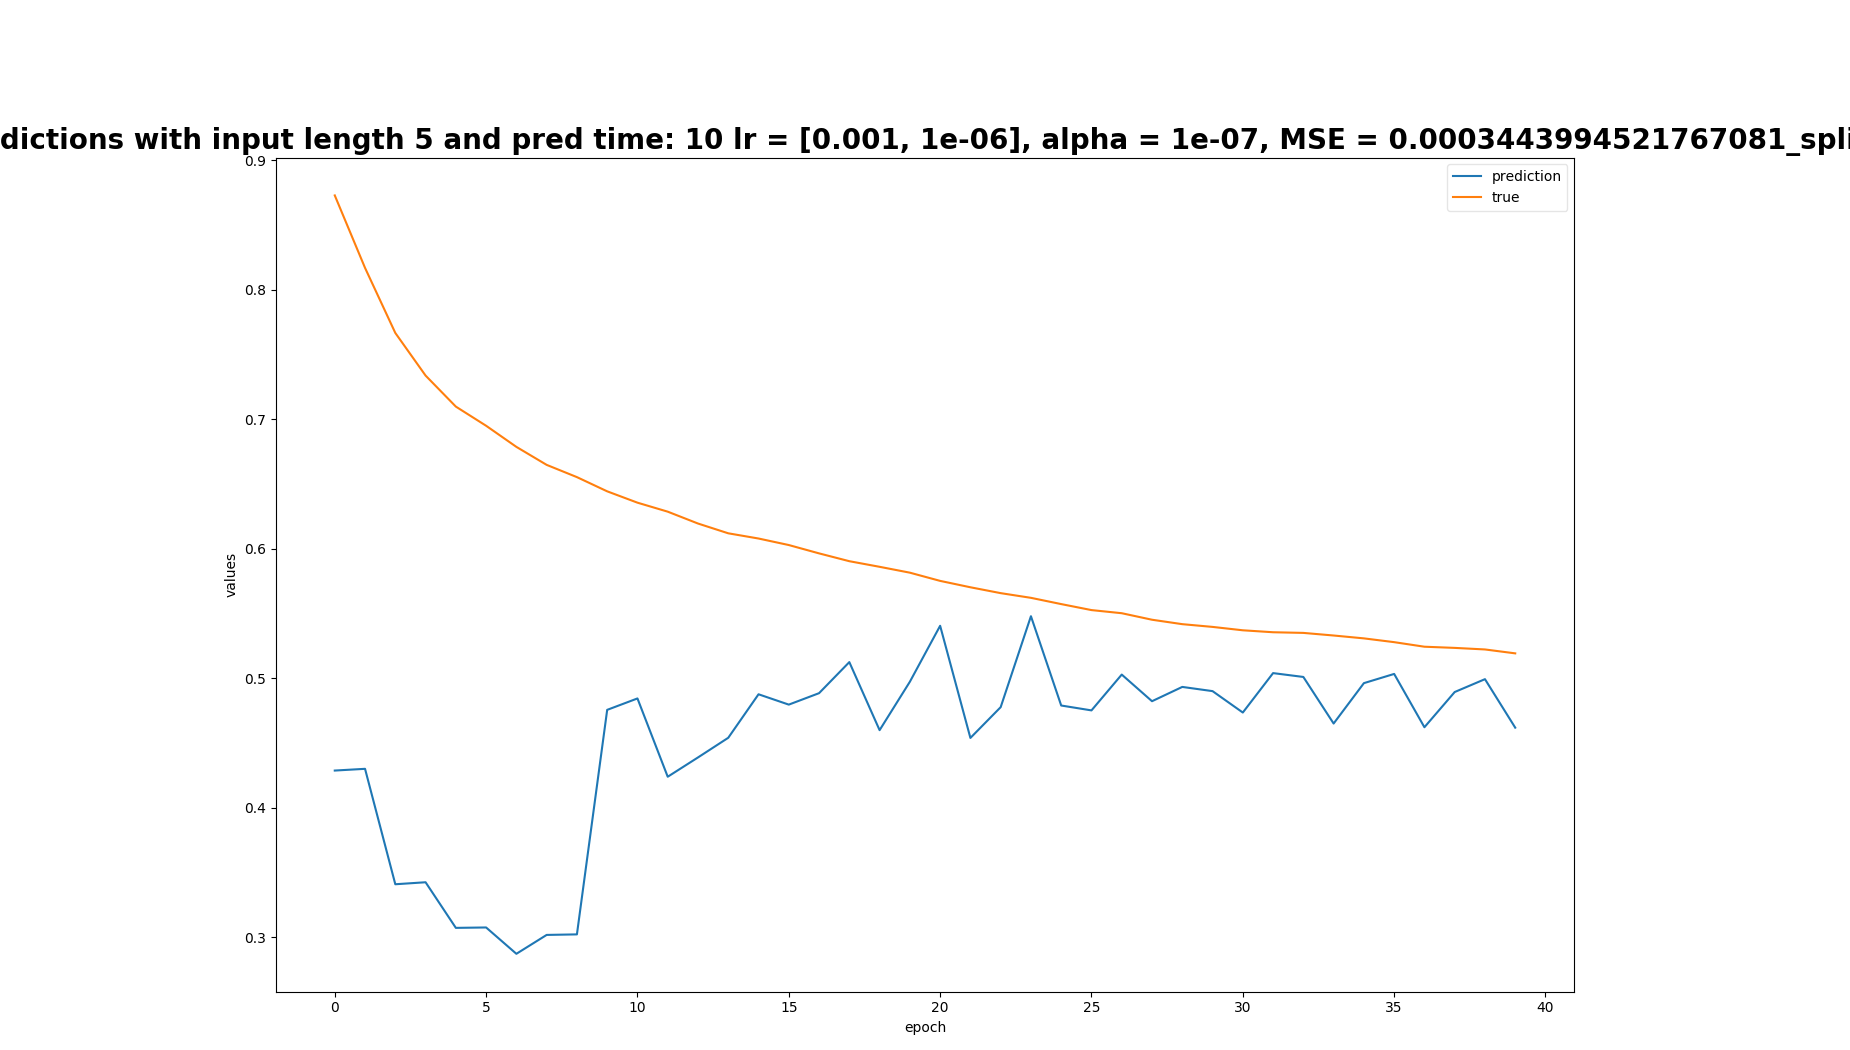 dictions with input length 5 and pred time: 10 lr = [0.001, 1e-06], alpha = 1e-07, MSE = 0.0003443994521767081_spli
prediction
true
0.9
0.8
0.7
0.6
0.5
0.4
0.3
values
0 5 10 15 20 25 30 35 40
epoch